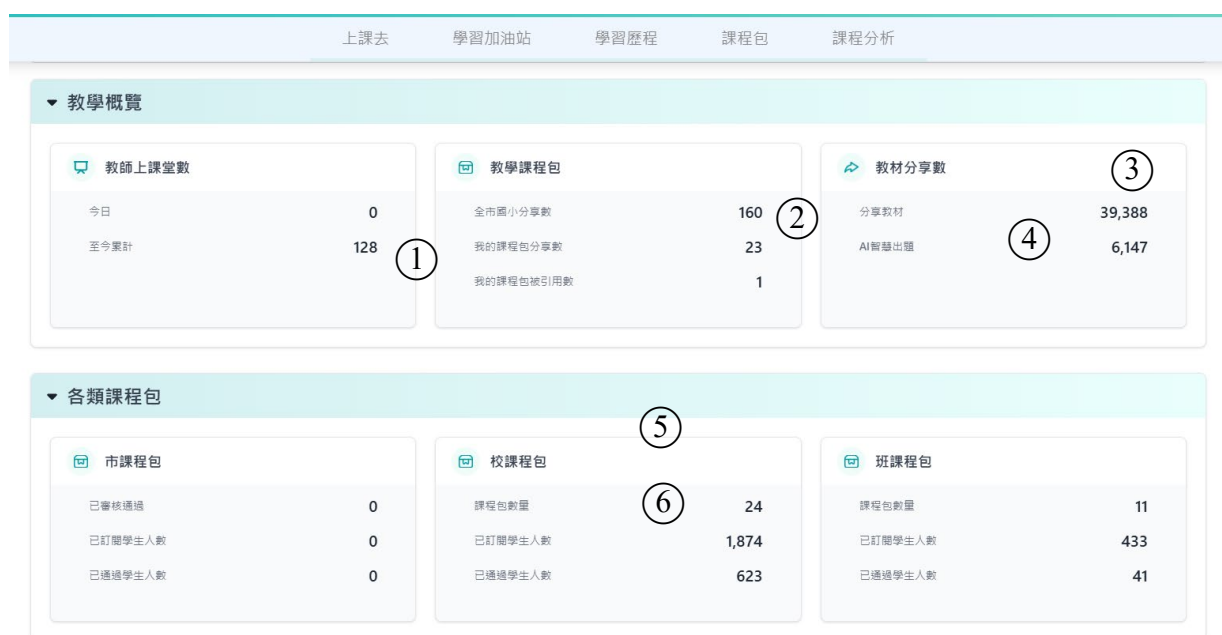 上課去 學習加油站 學習歷程 課程包 課程分析
教學概覽
教師上課堂數
今日 0
至今累計 128
①
教學課程包
全市國小分享數 160
②
我的課程包分享數 23
我的課程包被引用數 1
教材分享數
③
分享教材 39,388
④
AI智慧出題 6,147
各類課程包
⑤
市課程包
已審核通過 0
已訂閱學生人數 0
已通過學生人數 0
校課程包
課程包數量 24
⑥
已訂閱學生人數 1,874
已通過學生人數 623
班課程包
課程包數量 11
已訂閱學生人數 433
已通過學生人數 41